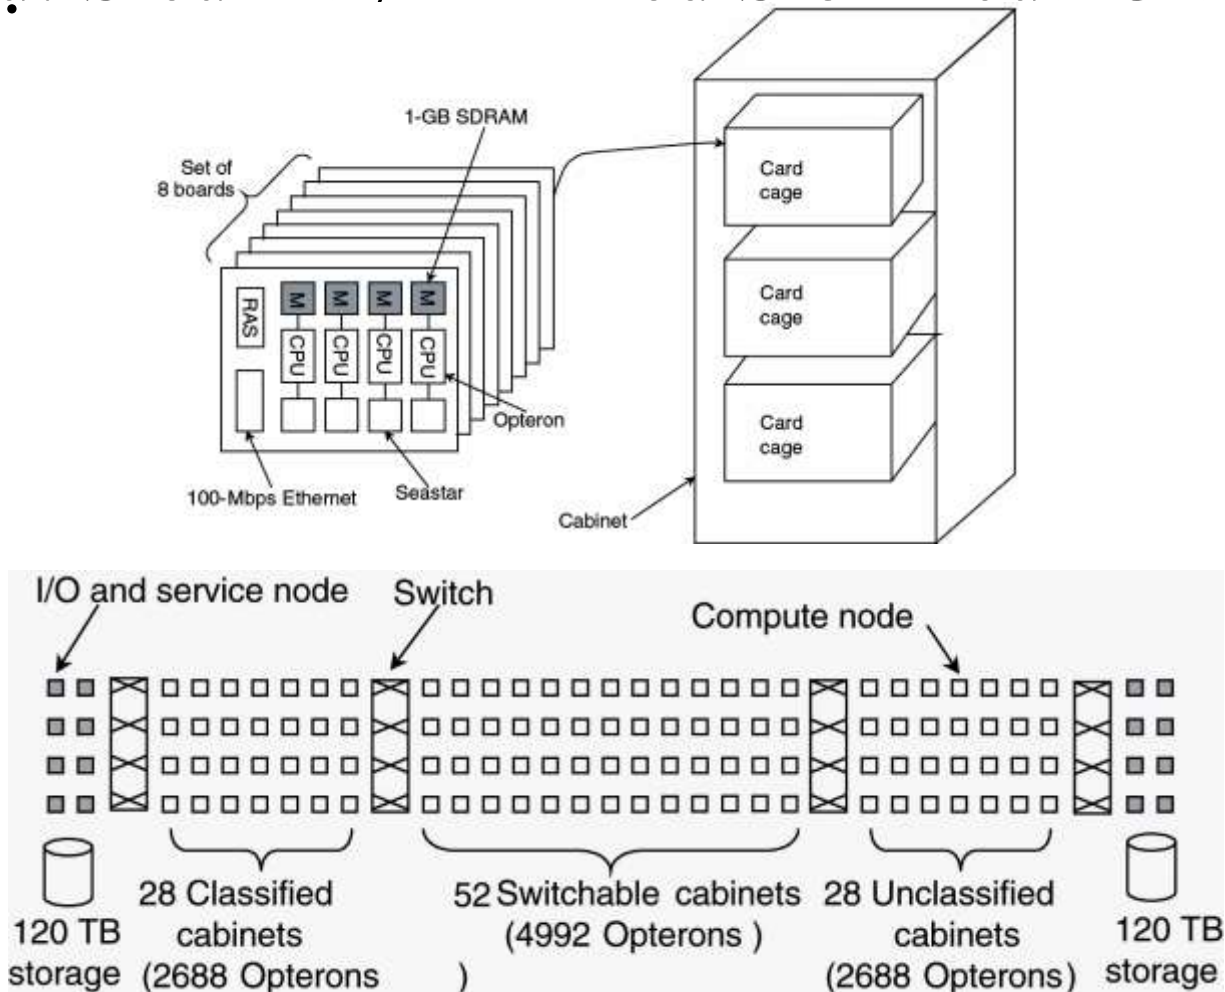 1-GB SDRAM
Set of
8 boards
RAS
M M M M
CPU CPU CPU CPU
Opteron
100-Mbps Ethernet
Seastar
Card
cage
Card
cage
Card
cage
Cabinet
I/O and service node
Switch
Compute node
28 Classified
cabinets
(2688 Opterons )
52 Switchable cabinets
(4992 Opterons )
28 Unclassified
cabinets
(2688 Opterons)
120 TB
storage
120 TB
storage